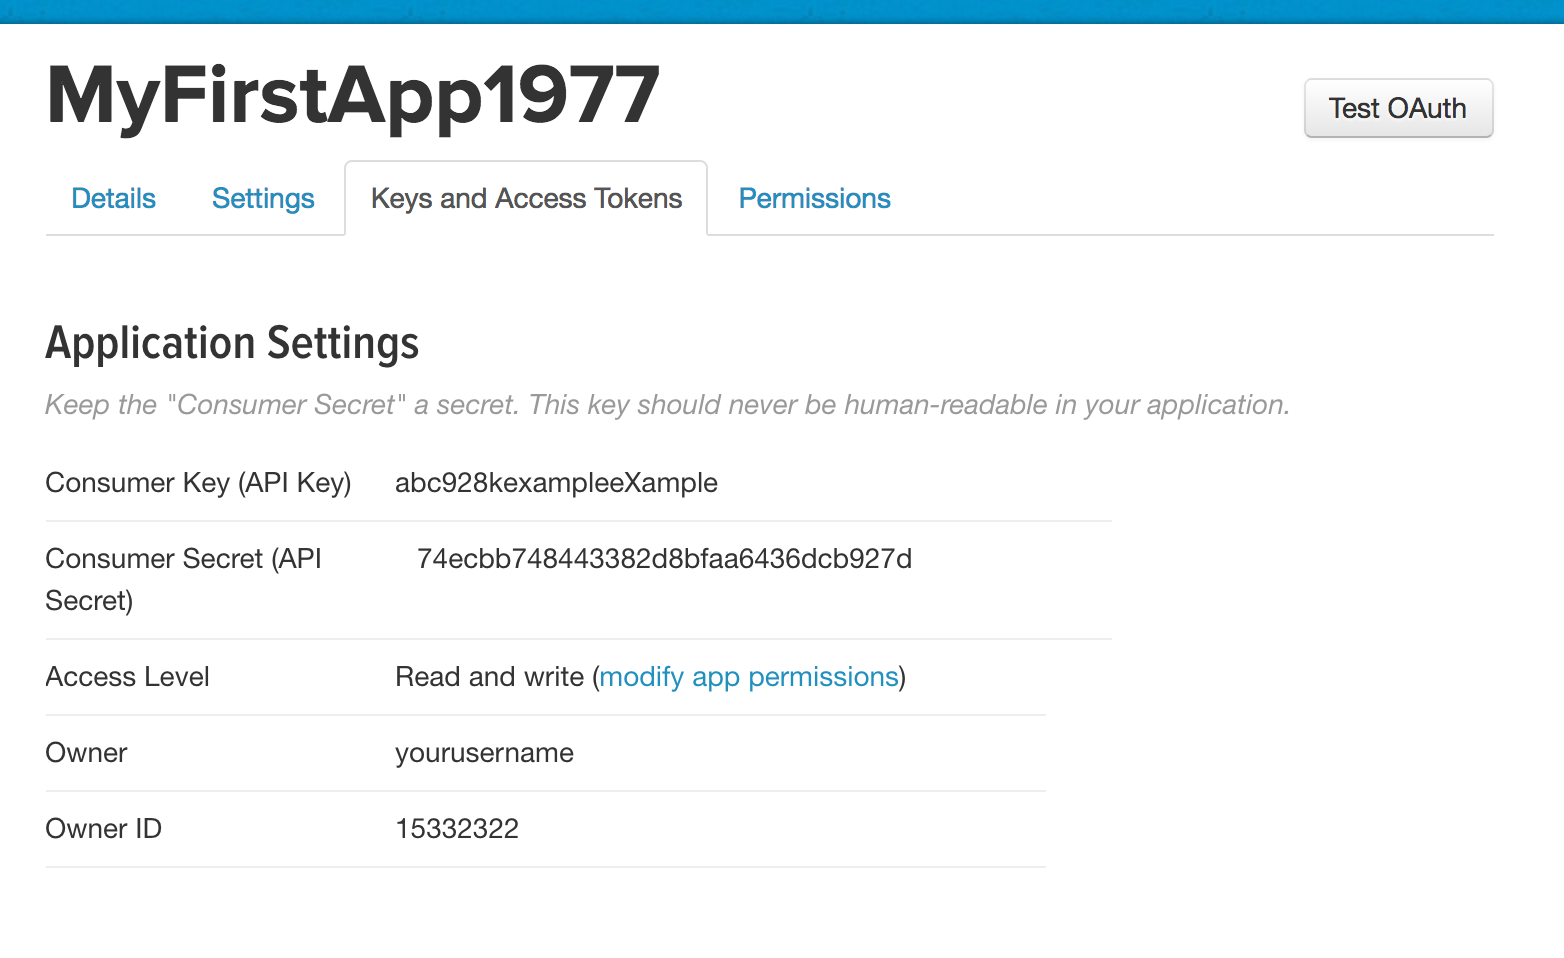 MyFirstApp1977
Test OAuth
Details Settings Keys and Access Tokens Permissions
Application Settings
Keep the "Consumer Secret" a secret. This key should never be human-readable in your application.
Consumer Key (API Key) abc928kexampleeXample
Consumer Secret (API 74ecbb748443382d8bfaa6436dcb927d
Secret)
Access Level Read and write (modify app permissions)
Owner yourusername
Owner ID 15332322